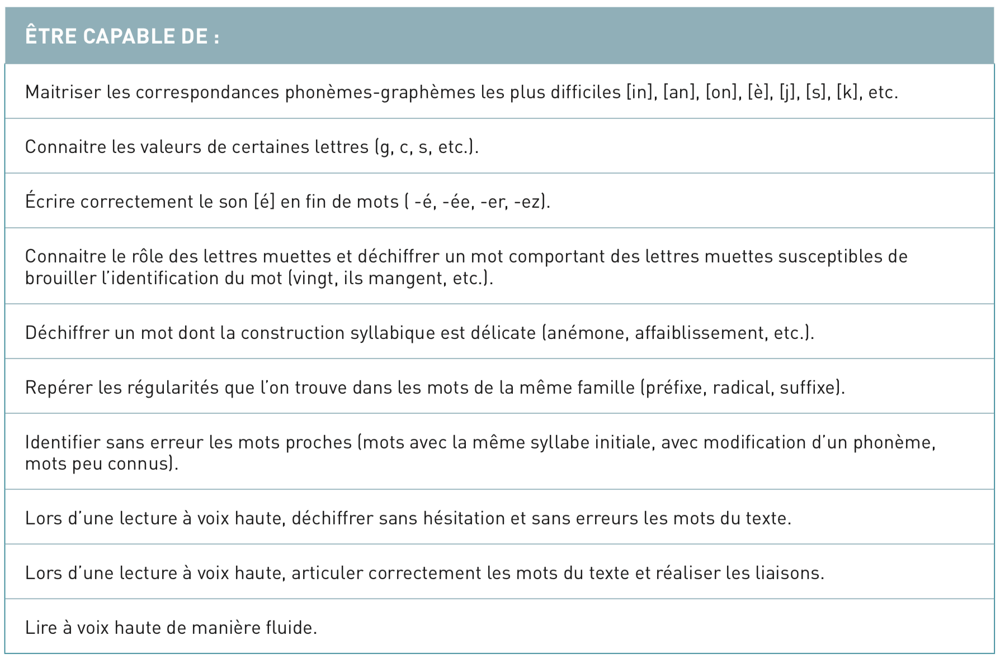 ÊTRE CAPABLE DE :
Maitriser les correspondances phonèmes-graphèmes les plus difficiles [in], [an], [on], [è], [j], [s], [k], etc.
Connaitre les valeurs de certaines lettres (g, c, s, etc.).
Écrire correctement le son [é] en fin de mots ( -é, -ée, -er, -ez).
Connaitre le rôle des lettres muettes et déchiffrer un mot comportant des lettres muettes susceptibles de
brouiller l’identification du mot (vingt, ils mangent, etc.).
Déchiffrer un mot dont la construction syllabique est délicate (anémone, affaiblissement, etc.).
Repérer les régularités que l’on trouve dans les mots de la même famille (préfixe, radical, suffixe).
Identifier sans erreur les mots proches (mots avec la même syllabe initiale, avec modification d’un phonème,
mots peu connus).
Lors d’une lecture à voix haute, déchiffrer sans hésitation et sans erreurs les mots du texte.
Lors d’une lecture à voix haute, articuler correctement les mots du texte et réaliser les liaisons.
Lire à voix haute de manière fluide.